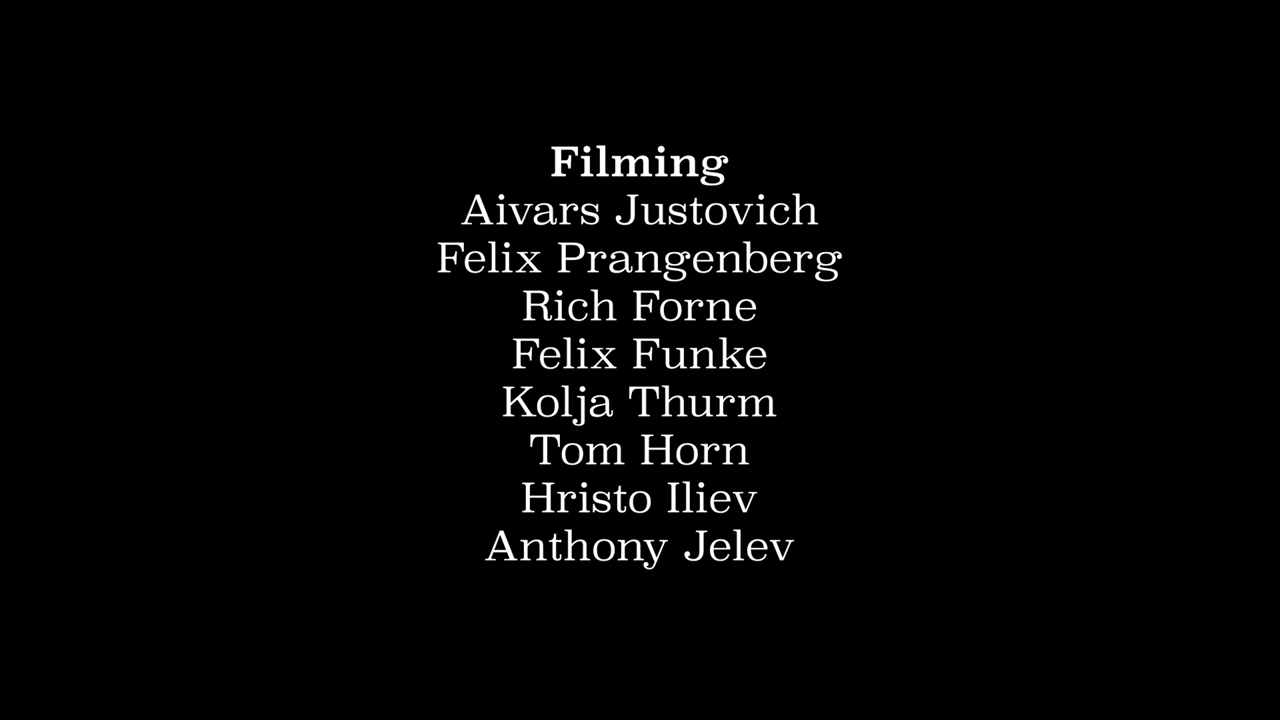 Filming
Aivars Justovich
Felix Prangenberg
Rich Forne
Felix Funke
Kolja Thurm
Tom Horn
Hristo Iliev
Anthony Jelev